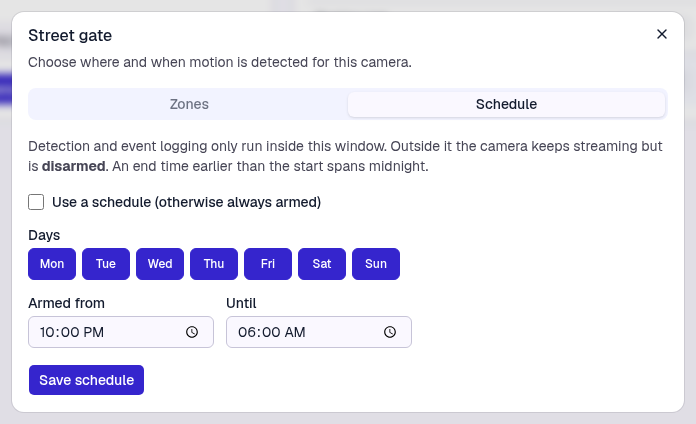 Street gate
Choose where and when motion is detected for this camera.
Zones
Schedule
Detection and event logging only run inside this window. Outside it the camera keeps streaming but
is disarmed. An end time earlier than the start spans midnight.
Use a schedule (otherwise always armed)
Days
Mon Tue Wed Thu Fri Sat Sun
Armed from
Until
10:00 PM
06:00 AM
Save schedule